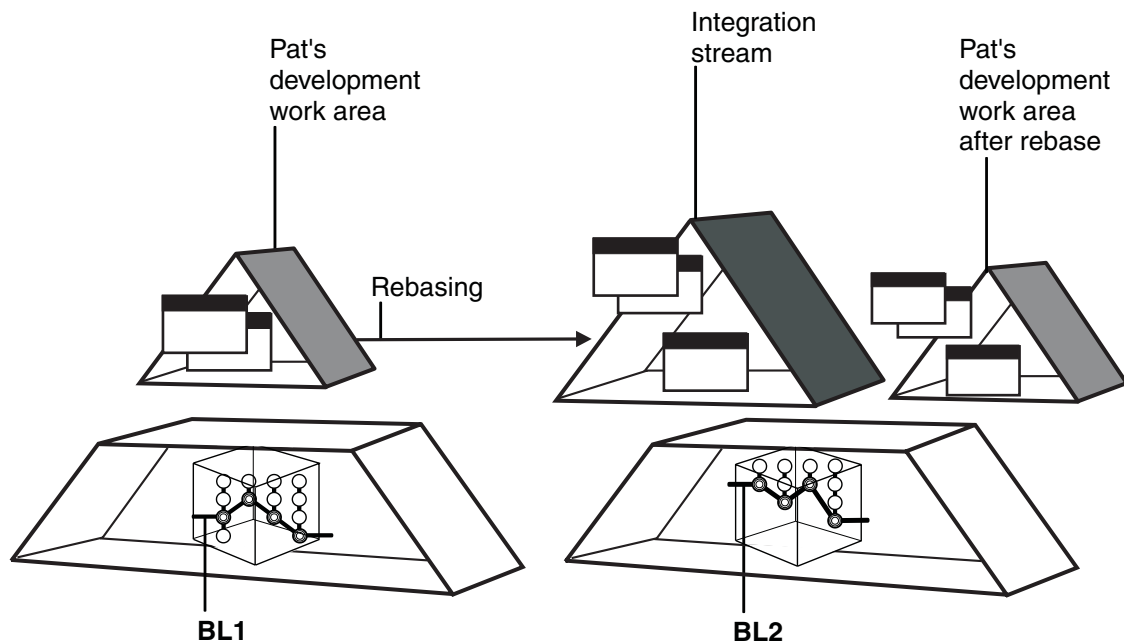 Pat's
development
work area
Integration
stream
Pat's
development
work area
after rebase
Rebasing
BL1
BL2